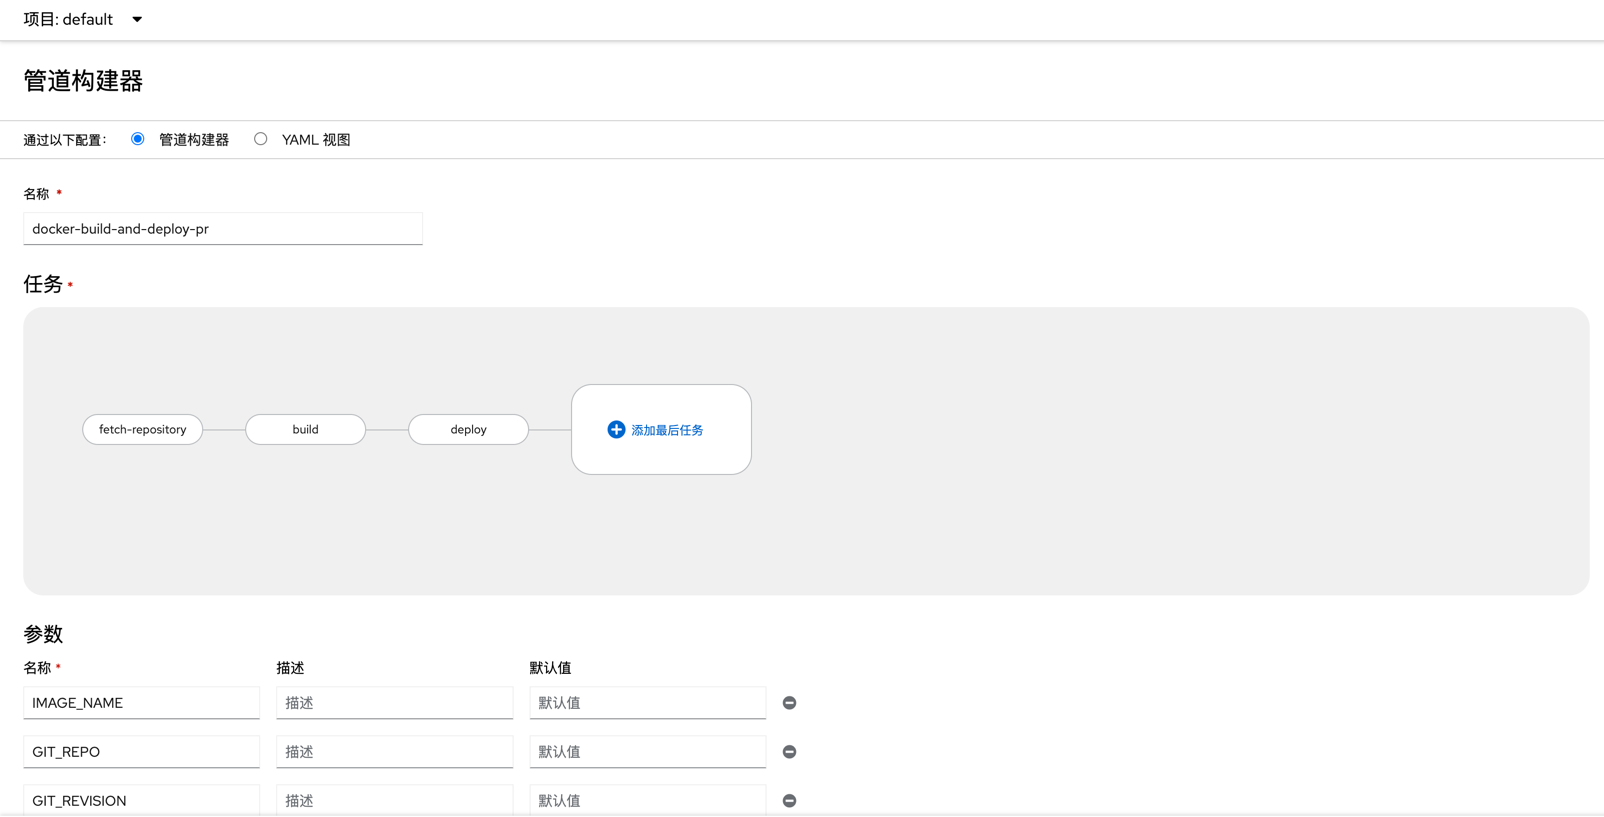 项目: default
管道构建器
通过以下配置： 管道构建器 YAML 视图
名称 *
docker-build-and-deploy-pr
任务 *
fetch-repository build deploy 添加最后任务
参数
名称 * 描述 默认值
IMAGE_NAME 描述 默认值
GIT_REPO 描述 默认值
GIT_REVISION 描述 默认值